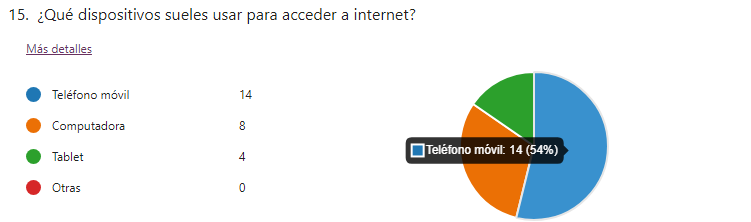 15. ¿Qué dispositivos sueles usar para acceder a internet?
Más detalles
Teléfono móvil 14
Computadora 8
Tablet 4
Otras 0
Teléfono móvil: 14 (54%)